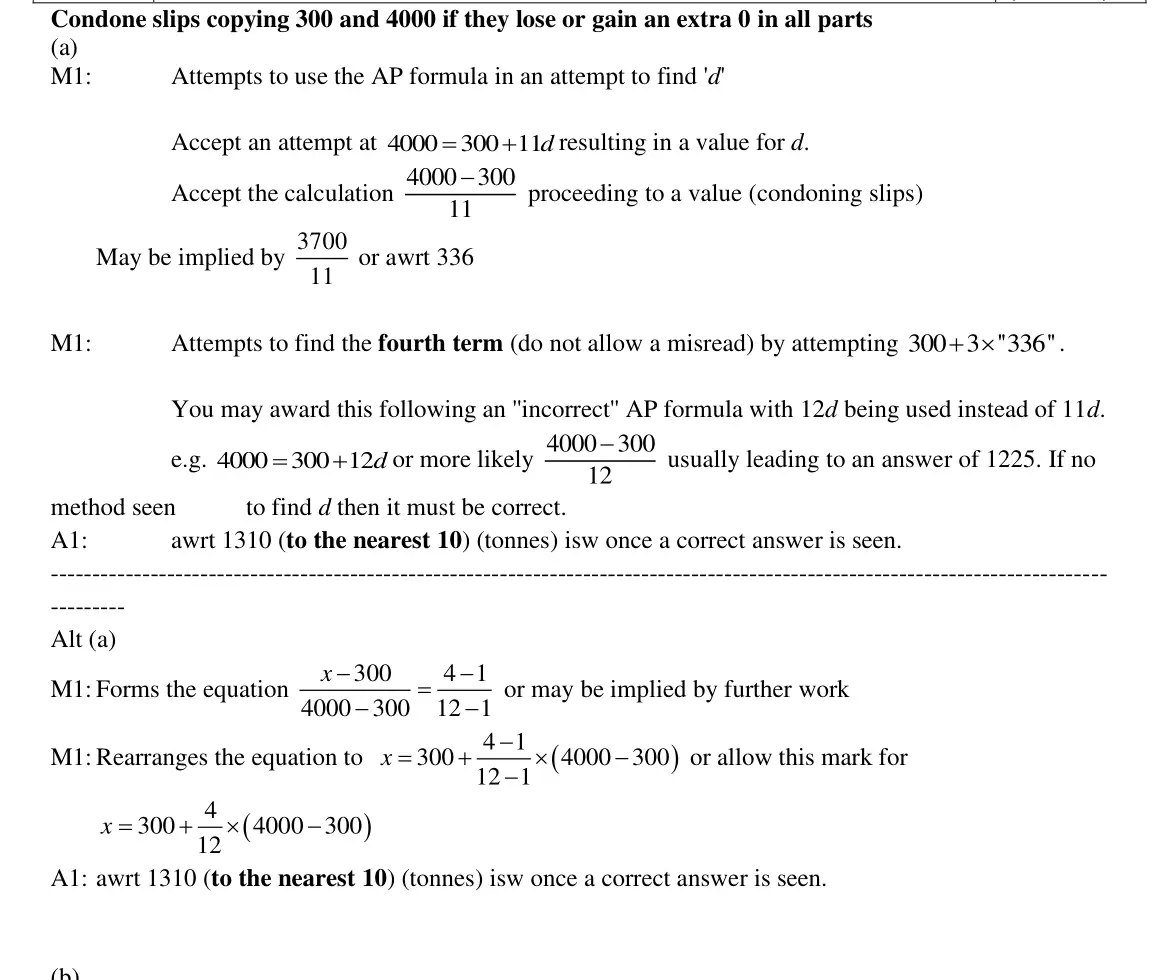 Condone slips copying 300 and 4000 if they lose or gain an extra 0 in all parts
(a)
M1: Attempts to use the AP formula in an attempt to find 'd'
Accept an attempt at 4000 = 300 + 11d resulting in a value for d.
Accept the calculation (4000 − 300)/11 proceeding to a value (condoning slips)
May be implied by 3700/11 or awrt 336
M1: Attempts to find the fourth term (do not allow a misread) by attempting 300 + 3 × "336".
You may award this following an "incorrect" AP formula with 12d being used instead of 11d.
e.g. 4000 = 300 + 12d or more likely (4000 − 300)/12 usually leading to an answer of 1225. If no
method seen to find d then it must be correct.
A1: awrt 1310 (to the nearest 10) (tonnes) isw once a correct answer is seen.
--------------------------------------------------------------------------------------------------------------------------------
---------
Alt (a)
M1: Forms the equation (x − 300)/(4000 − 300) = (4 − 1)/(12 − 1) or may be implied by further work
M1: Rearranges the equation to x = 300 + (4 − 1)/(12 − 1) × (4000 − 300) or allow this mark for
x = 300 + 4/12 × (4000 − 300)
A1: awrt 1310 (to the nearest 10) (tonnes) isw once a correct answer is seen.
(b)